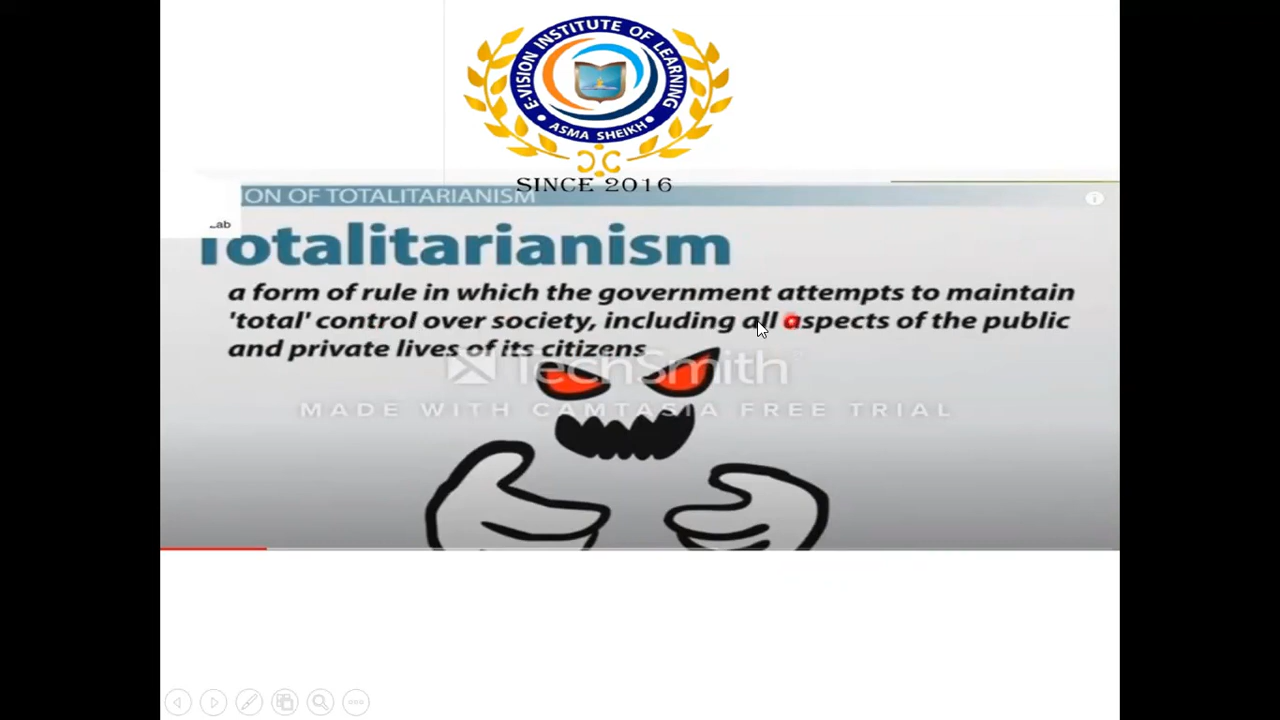 E-VISION INSTITUTE OF LEARNING
ASMA SHEIKH
SINCE 2016
ON OF TOTALITARIANISM
ab
Totalitarianism
a form of rule in which the government attempts to maintain
'total' control over society, including all aspects of the public
and private lives of its citizens
TechSmith
MADE WITH CAMTASIA FREE TRIAL